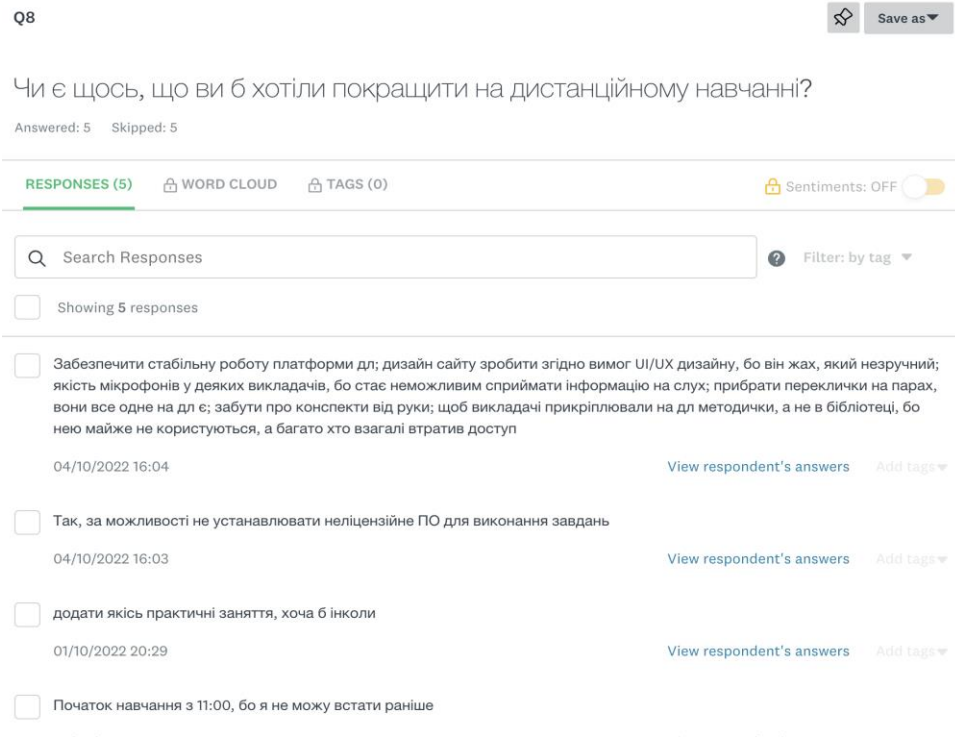 Q8
Save as
Чи є щось, що ви б хотіли покращити на дистанційному навчанні?
Answered: 5 Skipped: 5
RESPONSES (5) WORD CLOUD TAGS (0) Sentiments: OFF
Search Responses
Filter: by tag
Showing 5 responses
Забезпечити стабільну роботу платформи дл; дизайн сайту зробити згідно вимог UI/UX дизайну, бо він жах, який незручний;
якість мікрофонів у деяких викладачів, бо стає неможливим сприймати інформацію на слух; прибрати переклички на парах,
вони все одне на дл є; забути про конспекти від руки; щоб викладачі прикріплювали на дл методички, а не в бібліотеці, бо
нею майже не користуються, а багато хто взагалі втратив доступ
04/10/2022 16:04 View respondent's answers Add tags
Так, за можливості не устанавлювати неліцензійне ПО для виконання завдань
04/10/2022 16:03 View respondent's answers Add tags
додати якісь практичні заняття, хоча б інколи
01/10/2022 20:29 View respondent's answers Add tags
Початок навчання з 11:00, бо я не можу встати раніше